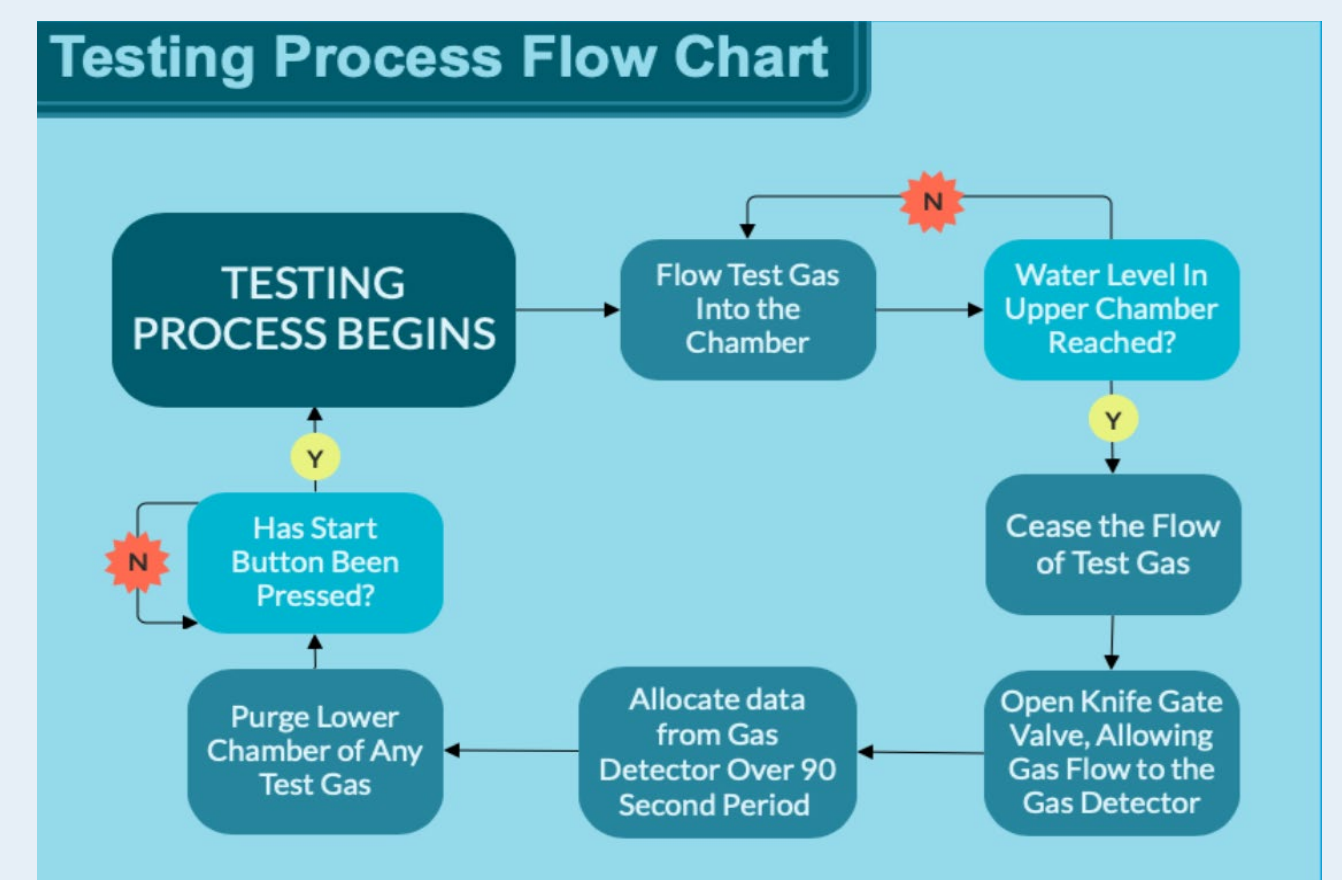 Testing Process Flow Chart
TESTING
PROCESS BEGINS
Flow Test Gas
Into the
Chamber
N
Water Level In
Upper Chamber
Reached?
Y
Cease the Flow
of Test Gas
Open Knife Gate
Valve, Allowing
Gas Flow to the
Gas Detector
Allocate data
from Gas
Detector Over 90
Second Period
Purge Lower
Chamber of Any
Test Gas
Has Start
Button Been
Pressed?
N
Y